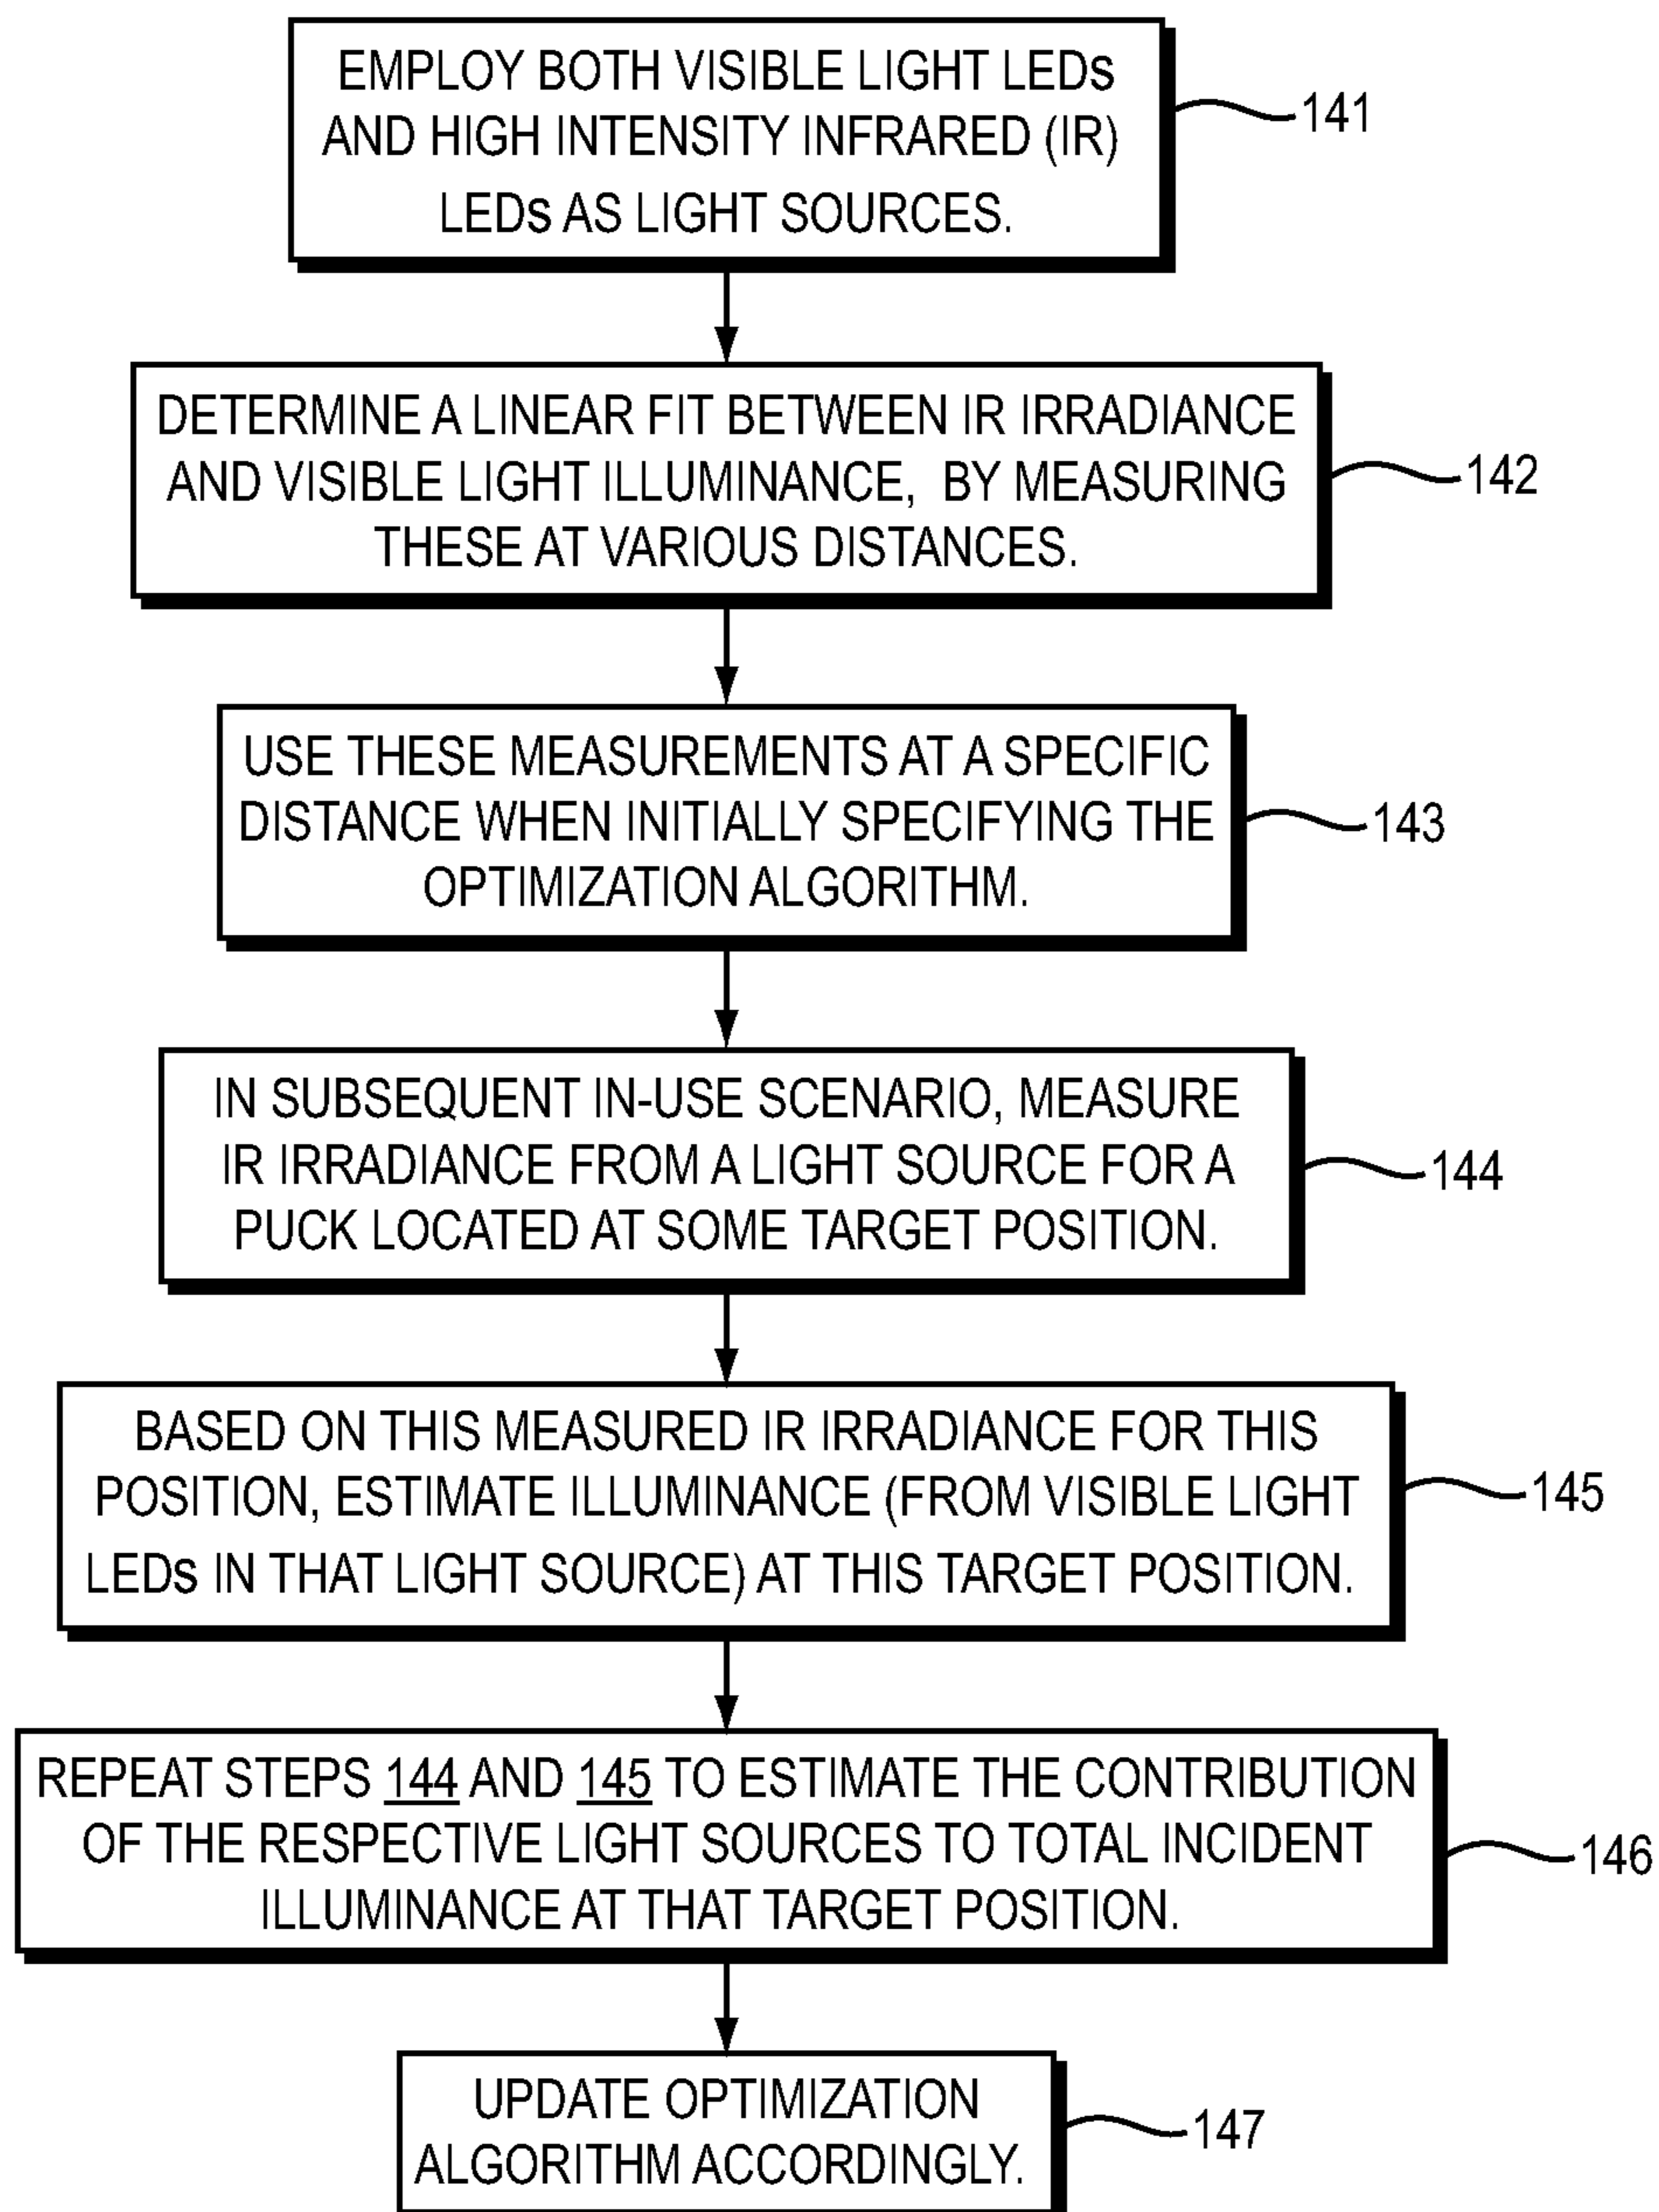 EMPLOY BOTH VISIBLE LIGHT LEDs
AND HIGH INTENSITY INFRARED (IR)
LEDs AS LIGHT SOURCES.
141
DETERMINE A LINEAR FIT BETWEEN IR IRRADIANCE
AND VISIBLE LIGHT ILLUMINANCE, BY MEASURING
THESE AT VARIOUS DISTANCES.
142
USE THESE MEASUREMENTS AT A SPECIFIC
DISTANCE WHEN INITIALLY SPECIFYING THE
OPTIMIZATION ALGORITHM.
143
IN SUBSEQUENT IN-USE SCENARIO, MEASURE
IR IRRADIANCE FROM A LIGHT SOURCE FOR A
PUCK LOCATED AT SOME TARGET POSITION.
144
BASED ON THIS MEASURED IR IRRADIANCE FOR THIS
POSITION, ESTIMATE ILLUMINANCE (FROM VISIBLE LIGHT
LEDs IN THAT LIGHT SOURCE) AT THIS TARGET POSITION.
145
REPEAT STEPS 144 AND 145 TO ESTIMATE THE CONTRIBUTION
OF THE RESPECTIVE LIGHT SOURCES TO TOTAL INCIDENT
ILLUMINANCE AT THAT TARGET POSITION.
146
UPDATE OPTIMIZATION
ALGORITHM ACCORDINGLY.
147